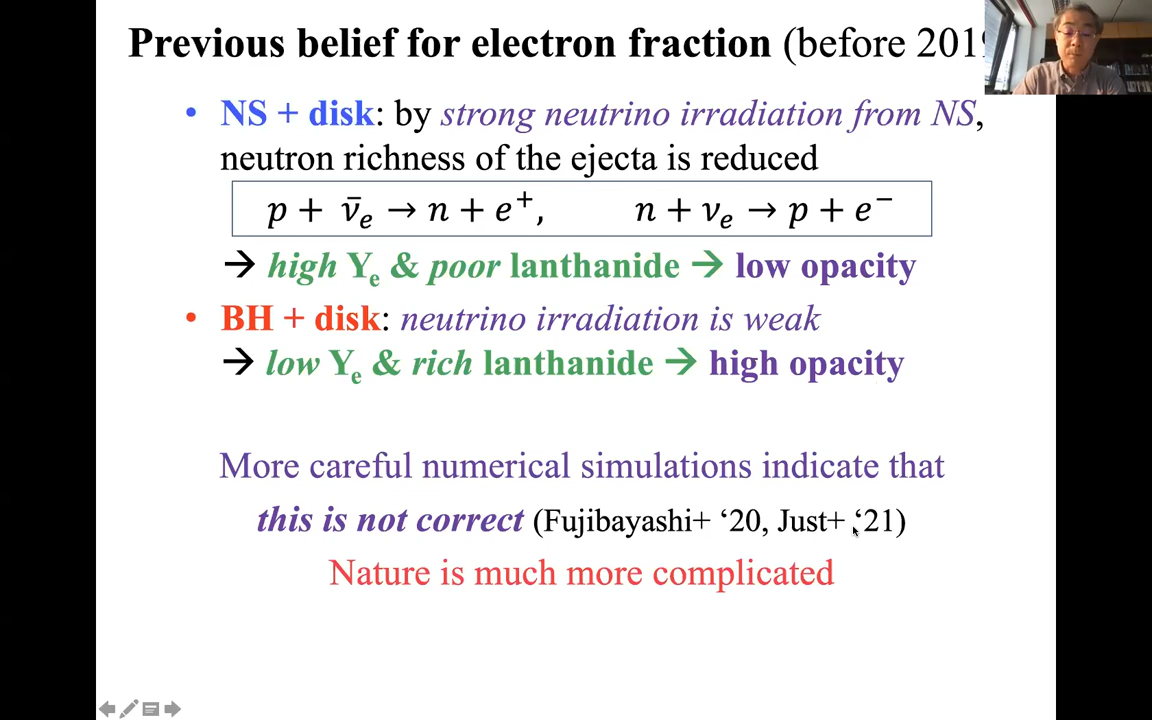 Previous belief for electron fraction (before 201
• NS + disk: by strong neutrino irradiation from NS,
neutron richness of the ejecta is reduced
p + ν̄ₑ → n + e⁺,    n + νₑ → p + e⁻
→ high Yₑ & poor lanthanide → low opacity
• BH + disk: neutrino irradiation is weak
→ low Yₑ & rich lanthanide → high opacity
More careful numerical simulations indicate that
this is not correct (Fujibayashi+ ‘20, Just+ ‘21)
Nature is much more complicated